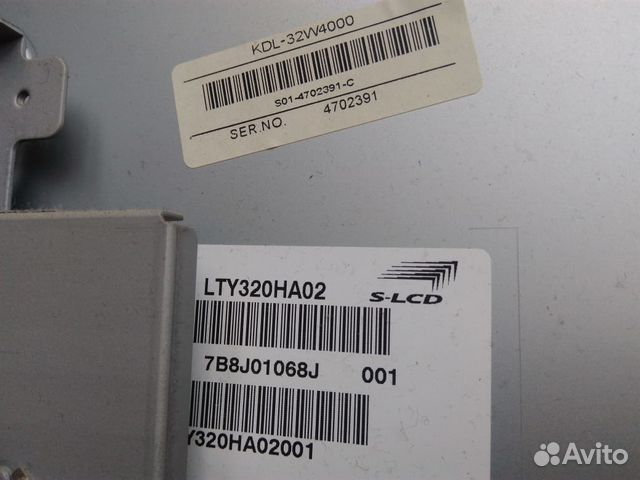 KDL-32W4000
S01-4702391-C
SER.NO. 4702391
LTY320HA02
S-LCD
7B8J01068J 001
Y320HA02001
Avito